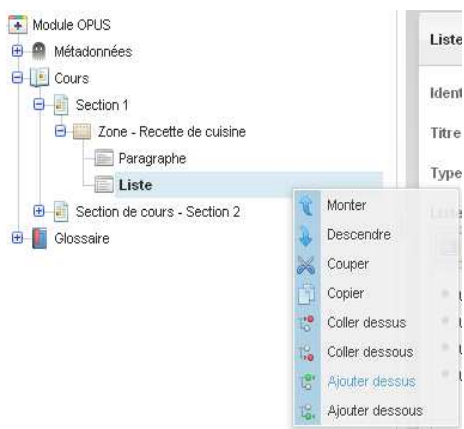 Module OPUS
Métadonnées
Cours
Section 1
Zone - Recette de cuisine
Paragraphe
Liste
Section de cours - Section 2
Glossaire
Liste
Ident
Titre
Type
Monter
Descendre
Couper
Copier
Coller dessus
Coller dessous
Ajouter dessus
Ajouter dessous